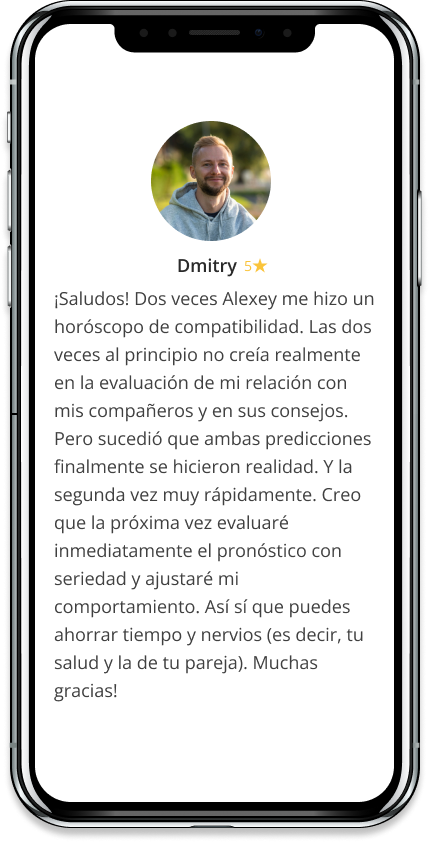 Dmitry 5★
¡Saludos! Dos veces Alexey me hizo un
horóscopo de compatibilidad. Las dos
veces al principio no creía realmente
en la evaluación de mi relación con
mis compañeros y en sus consejos.
Pero sucedió que ambas predicciones
finalmente se hicieron realidad. Y la
segunda vez muy rápidamente. Creo
que la próxima vez evaluaré
inmediatamente el pronóstico con
seriedad y ajustaré mi
comportamiento. Así sí que puedes
ahorrar tiempo y nervios (es decir, tu
salud y la de tu pareja). Muchas
gracias!